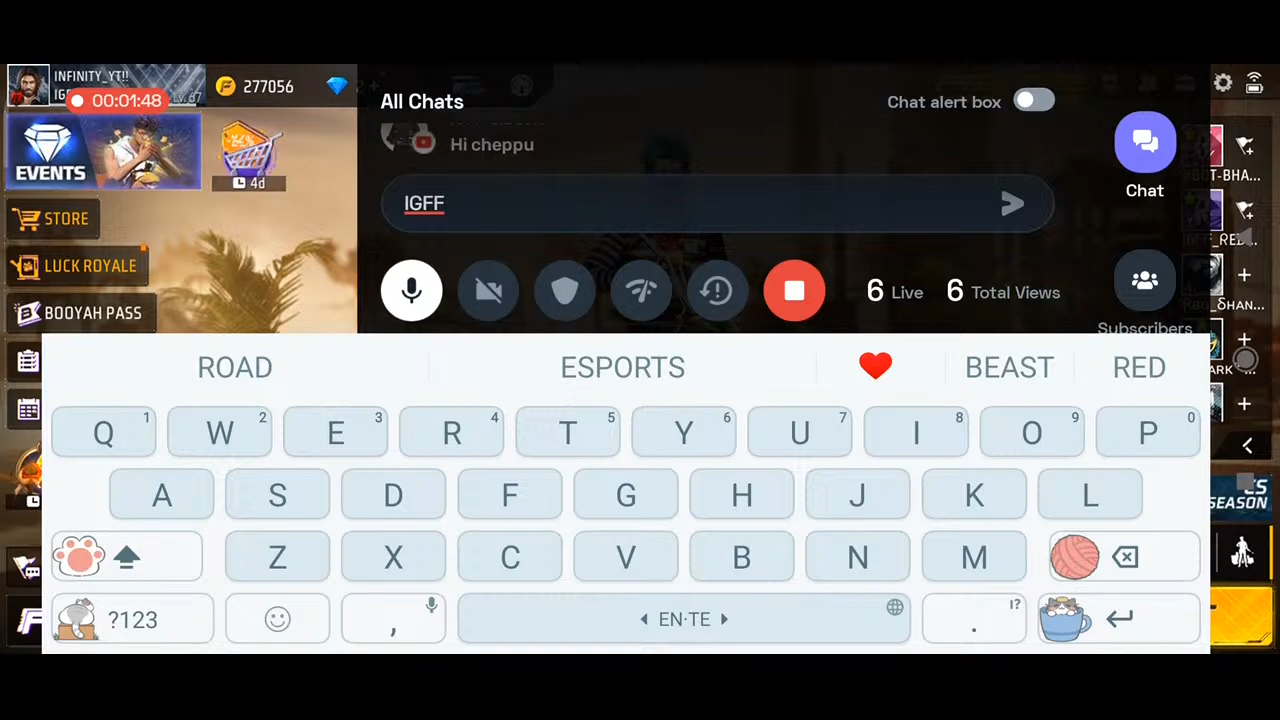 INFINITY_YT!!
00:01:48
277056
EVENTS
4d
STORE
LUCK ROYALE
BOOYAH PASS
All Chats
Chat alert box
Hi cheppu
IGFF
6 Live 6 Total Views
Chat
Subscribers
SEASON
ROAD ESPORTS ❤ BEAST RED
Q 1 W 2 E 3 R 4 T 5 Y 6 U 7 I 8 O 9 P 0
A S D F G H J K L
Z X C V B N M
?123 , EN·TE . !?